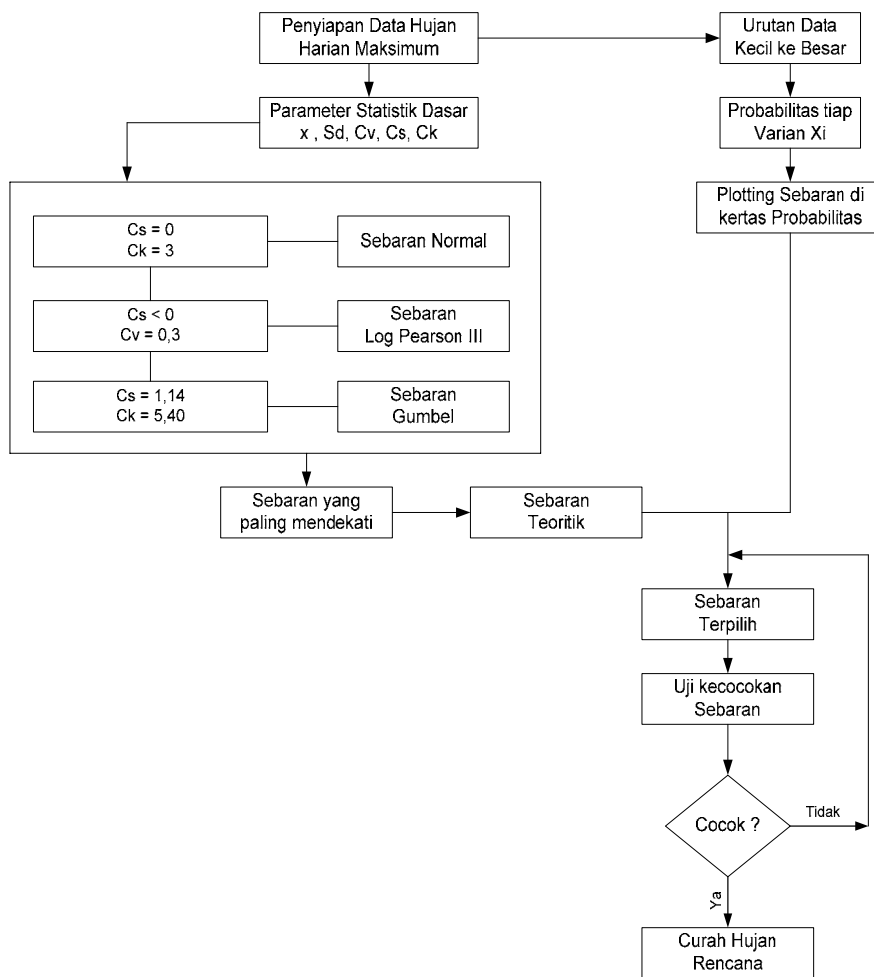 Penyiapan Data Hujan
Harian Maksimum
Urutan Data
Kecil ke Besar
Parameter Statistik Dasar
x , Sd, Cv, Cs, Ck
Probabilitas tiap
Varian Xi
Plotting Sebaran di
kertas Probabilitas
Cs = 0
Ck = 3
Sebaran Normal
Cs < 0
Cv = 0,3
Sebaran
Log Pearson III
Cs = 1,14
Ck = 5,40
Sebaran
Gumbel
Sebaran yang
paling mendekati
Sebaran
Teoritik
Sebaran
Terpilih
Uji kecocokan
Sebaran
Cocok ?
Tidak
Ya
Curah Hujan
Rencana